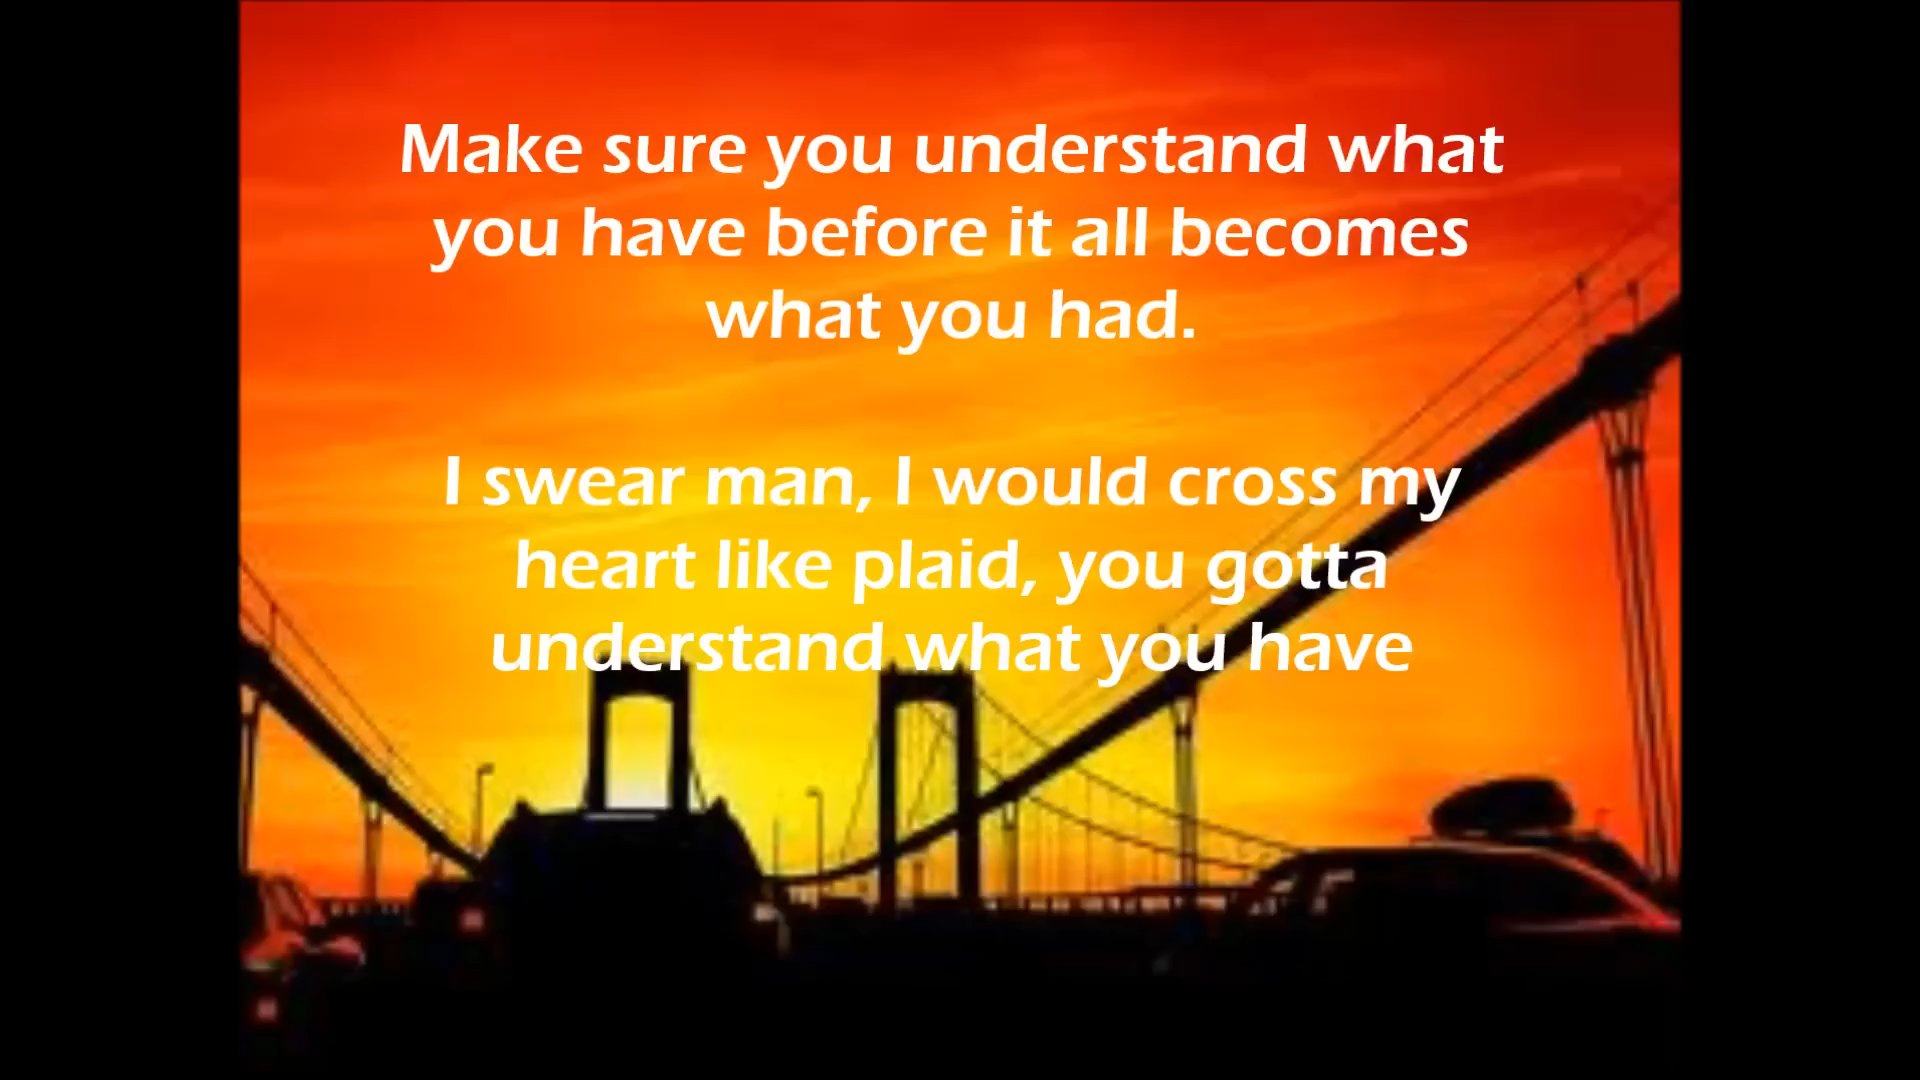 Make sure you understand what
you have before it all becomes
what you had.
I swear man, I would cross my
heart like plaid, you gotta
understand what you have